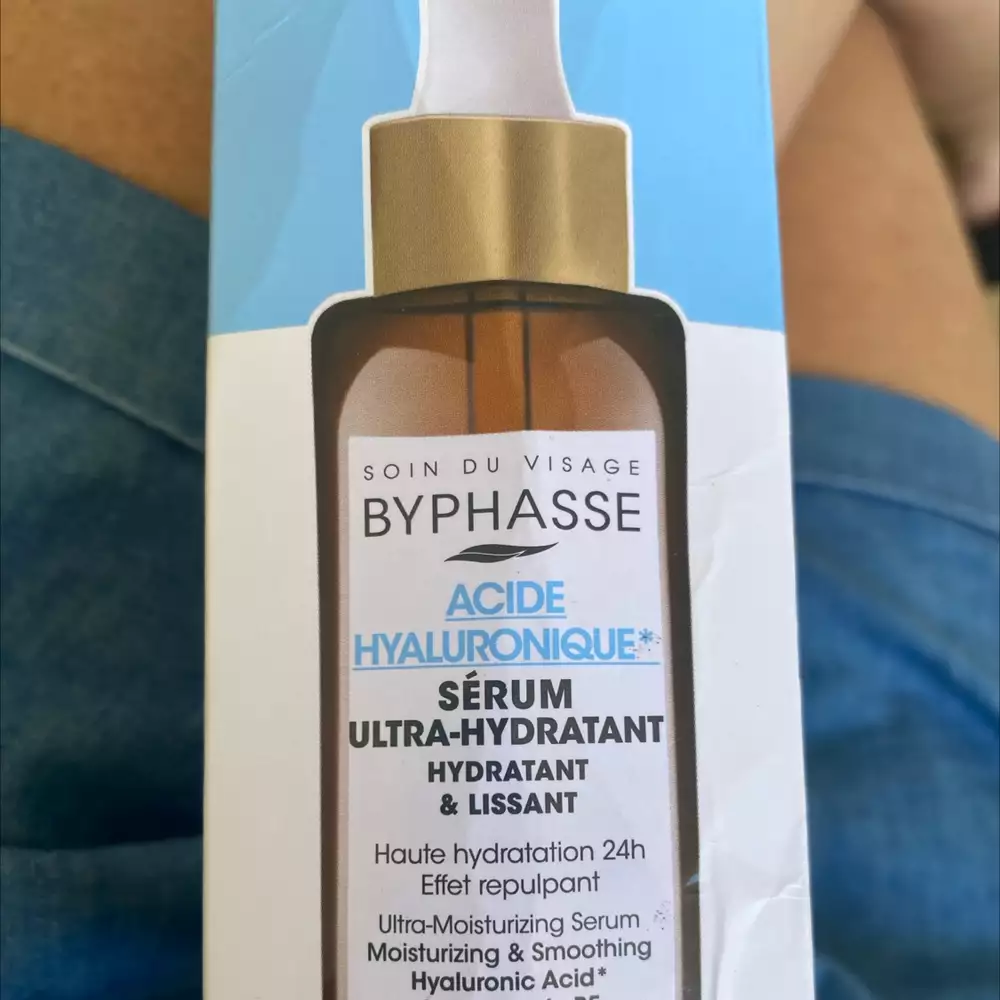 SOIN DU VISAGE
BYPHASSE
ACIDE
HYALURONIQUE*
SÉRUM
ULTRA-HYDRATANT
HYDRATANT
& LISSANT
Haute hydratation 24h
Effet repulpant
Ultra-Moisturizing Serum
Moisturizing & Smoothing
Hyaluronic Acid*